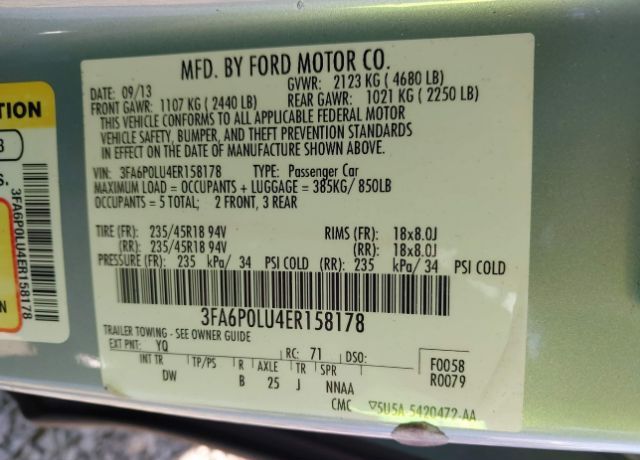 MFD. BY FORD MOTOR CO.
DATE: 09/13 GVWR: 2123 KG ( 4680 LB)
FRONT GAWR: 1107 KG ( 2440 LB) REAR GAWR: 1021 KG ( 2250 LB)
THIS VEHICLE CONFORMS TO ALL APPLICABLE FEDERAL MOTOR
VEHICLE SAFETY, BUMPER, AND THEFT PREVENTION STANDARDS
IN EFFECT ON THE DATE OF MANUFACTURE SHOWN ABOVE.
VIN: 3FA6P0LU4ER158178 TYPE: Passenger Car
MAXIMUM LOAD = OCCUPANTS + LUGGAGE = 385KG/ 850LB
OCCUPANTS = 5 TOTAL; 2 FRONT, 3 REAR
TIRE (FR): 235/45R18 94V RIMS (FR): 18x8.0J
(RR): 235/45R18 94V (RR): 18x8.0J
PRESSURE (FR): 235 kPa/ 34 PSI COLD (RR): 235 kPa/ 34 PSI COLD
3FA6P0LU4ER158178
TRAILER TOWING - SEE OWNER GUIDE
EXT PNT: YQ RC: 71 DSO: F0058
INT TR TP/PS R AXLE TR SPR R0079
DW B 25 J NNAA
CMC 5U5A-5420472-AA
TION
3
S.
3FA6P0LU4ER158178
N